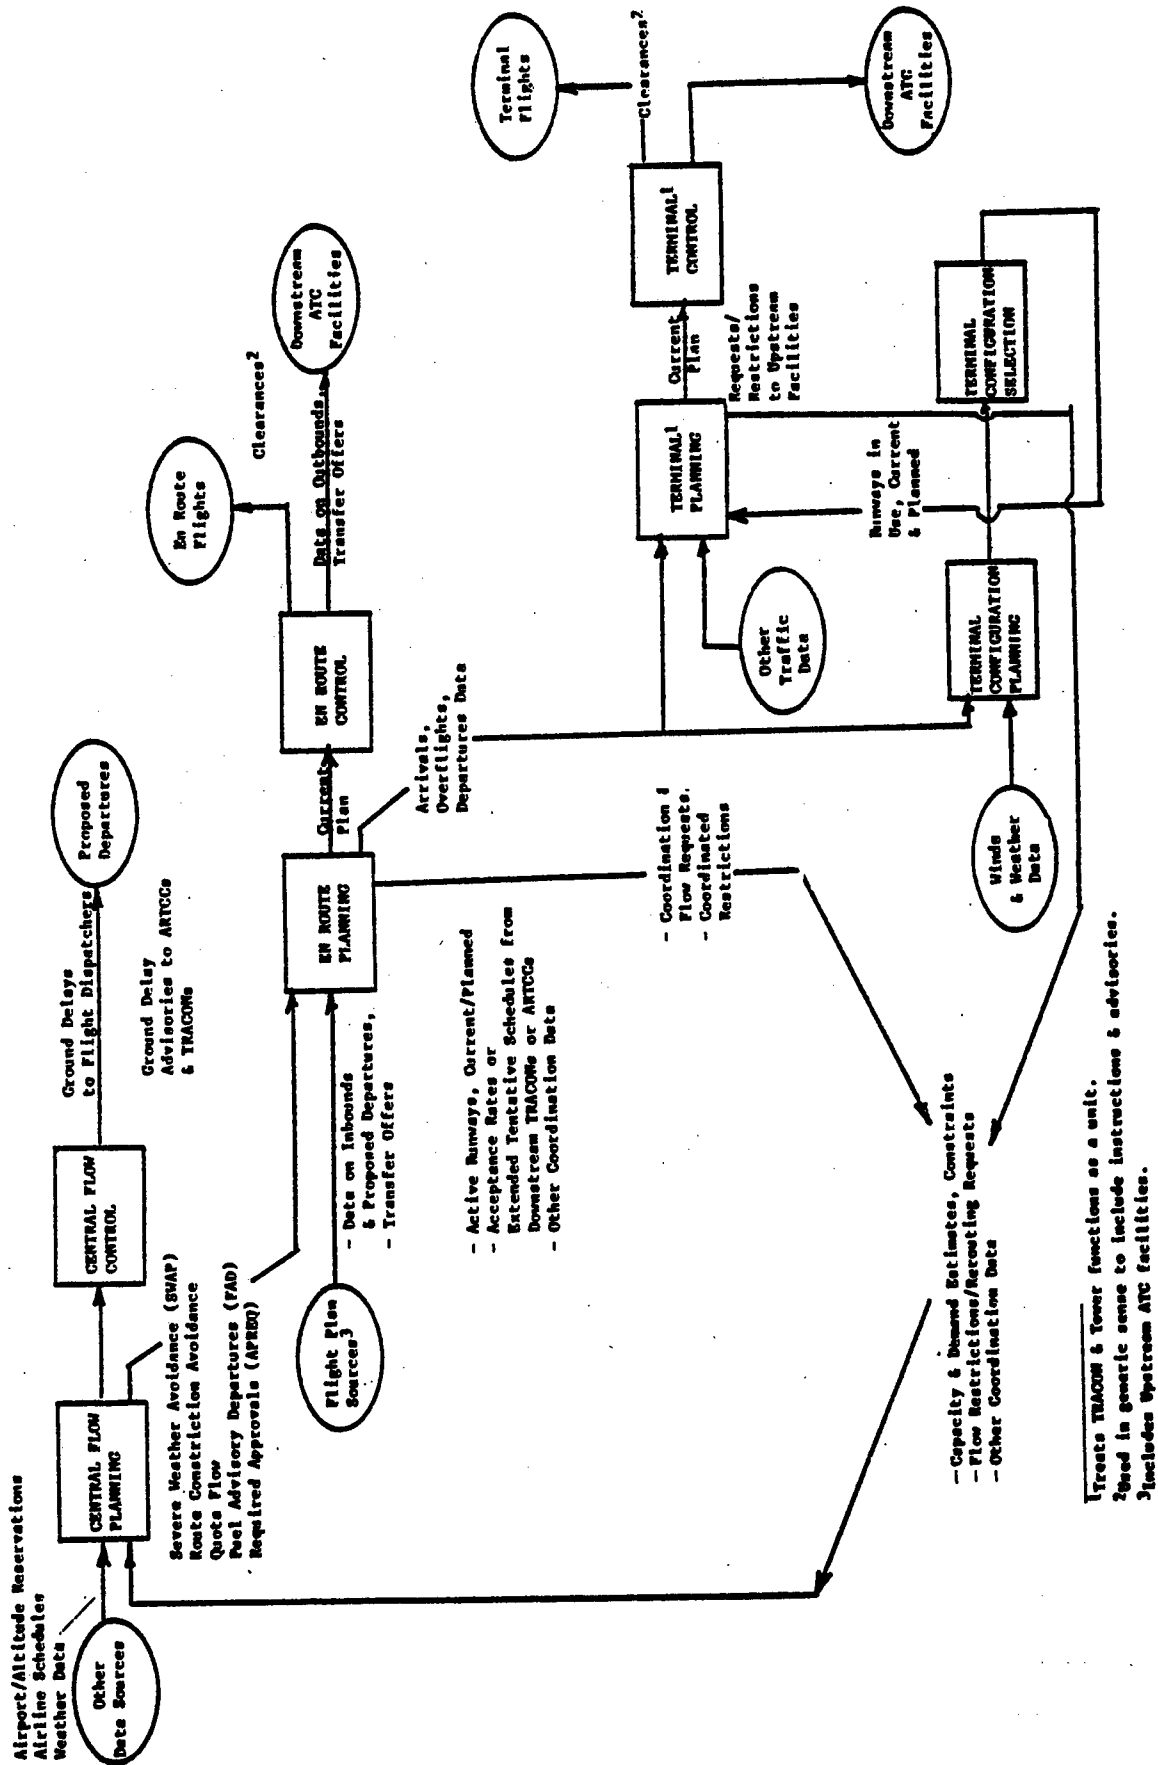 Airport/Altitude Reservations
Airline Schedules
Weather Data
Other
Data Sources
CENTRAL FLOW
PLANNING
CENTRAL FLOW
CONTROL
Ground Delays
to Flight Dispatchers
Ground Delay
Advisories to ARTCCs
& TRACONs
Proposed
Departures
Severe Weather Avoidance (SWAP)
Route Constriction Avoidance
Quota Flow
Fuel Advisory Departures (FAD)
Required Approvals (APREQ)
Flight Plan
Sources³
- Data on Inbounds
& Proposed Departures,
- Transfer Offers
EN ROUTE
PLANNING
Current
Plan
EN ROUTE
CONTROL
En Route
Flights
Clearances²
Data on Outbounds,
Transfer Offers
Downstream
ATC
Facilities
- Active Runways, Current/Planned
- Acceptance Rates or
Extended Tentative Schedules from
Downstream TRACONs or ARTCCs
- Other Coordination Data
Arrivals,
Overflights,
Departures Data
- Coordination &
Flow Requests.
- Coordinated
Restrictions
Other
Traffic
Data
TERMINAL¹
PLANNING
Current
Plan
TERMINAL¹
CONTROL
Terminal
Flights
Clearances²
Downstream
ATC
Facilities
Requests/
Restrictions
to Upstream
Facilities
Runways in
Use, Current
& Planned
Winds
& Weather
Data
TERMINAL
CONFIGURATION
PLANNING
TERMINAL
CONFIGURATION
SELECTION
- Capacity & Demand Estimates, Constraints
- Flow Restrictions/Rerouting Requests
- Other Coordination Data
¹Treats TRACON & Tower functions as a unit.
²Used in generic sense to include instructions & advisories.
³Includes Upstream ATC facilities.